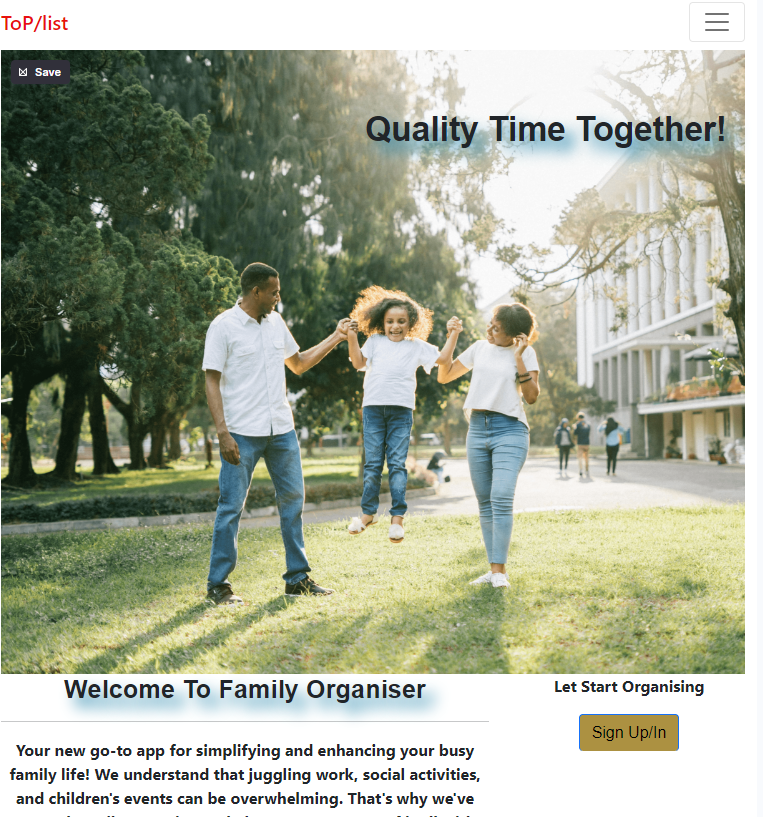 ToP/list
Save
Quality Time Together!
Welcome To Family Organiser
Let Start Organising
Sign Up/In
Your new go-to app for simplifying and enhancing your busy
family life! We understand that juggling work, social activities,
and children's events can be overwhelming. That's why we've